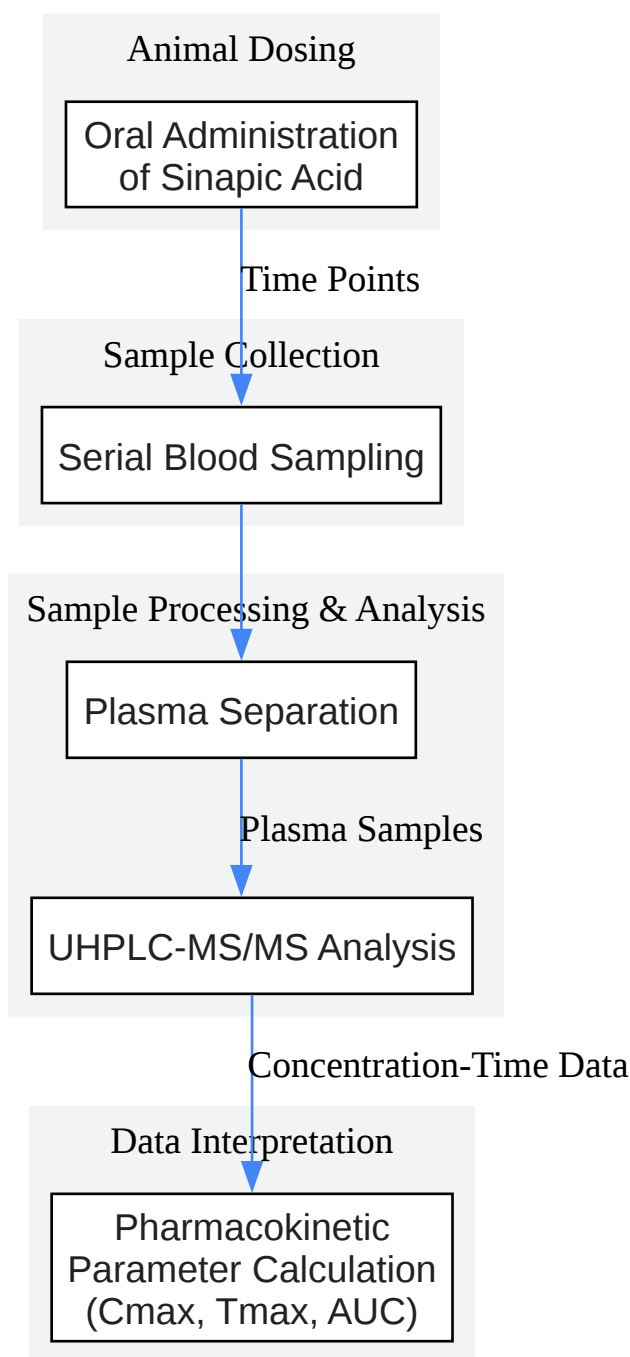 Animal Dosing
Oral Administration
of Sinapic Acid
Time Points
Sample Collection
Serial Blood Sampling
Sample Processing & Analysis
Plasma Separation
Plasma Samples
UHPLC-MS/MS Analysis
Concentration-Time Data
Data Interpretation
Pharmacokinetic
Parameter Calculation
(Cmax, Tmax, AUC)